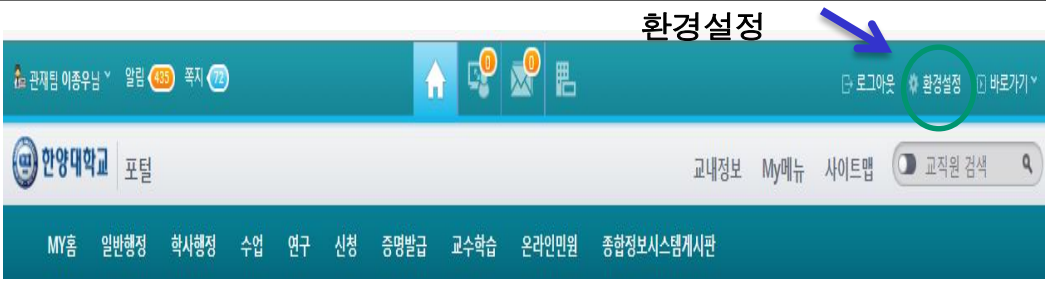 환경설정
관재팀 이종우님 알림 435 쪽지 72 0 0 로그아웃 환경설정 바로가기
한양대학교 포털 교내정보 My메뉴 사이트맵 교직원 검색
MY홈 일반행정 학사행정 수업 연구 신청 증명발급 교수학습 온라인민원 종합정보시스템게시판